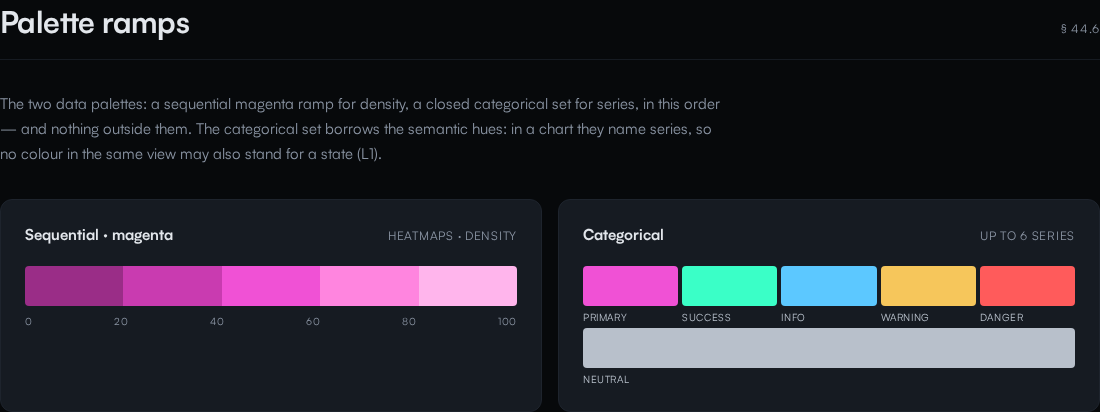 Palette ramps
§ 44.6
The two data palettes: a sequential magenta ramp for density, a closed categorical set for series, in this order
— and nothing outside them. The categorical set borrows the semantic hues: in a chart they name series, so
no colour in the same view may also stand for a state (L1).
Sequential · magenta
HEATMAPS · DENSITY
0 20 40 60 80 100
Categorical
UP TO 6 SERIES
PRIMARY SUCCESS INFO WARNING DANGER
NEUTRAL